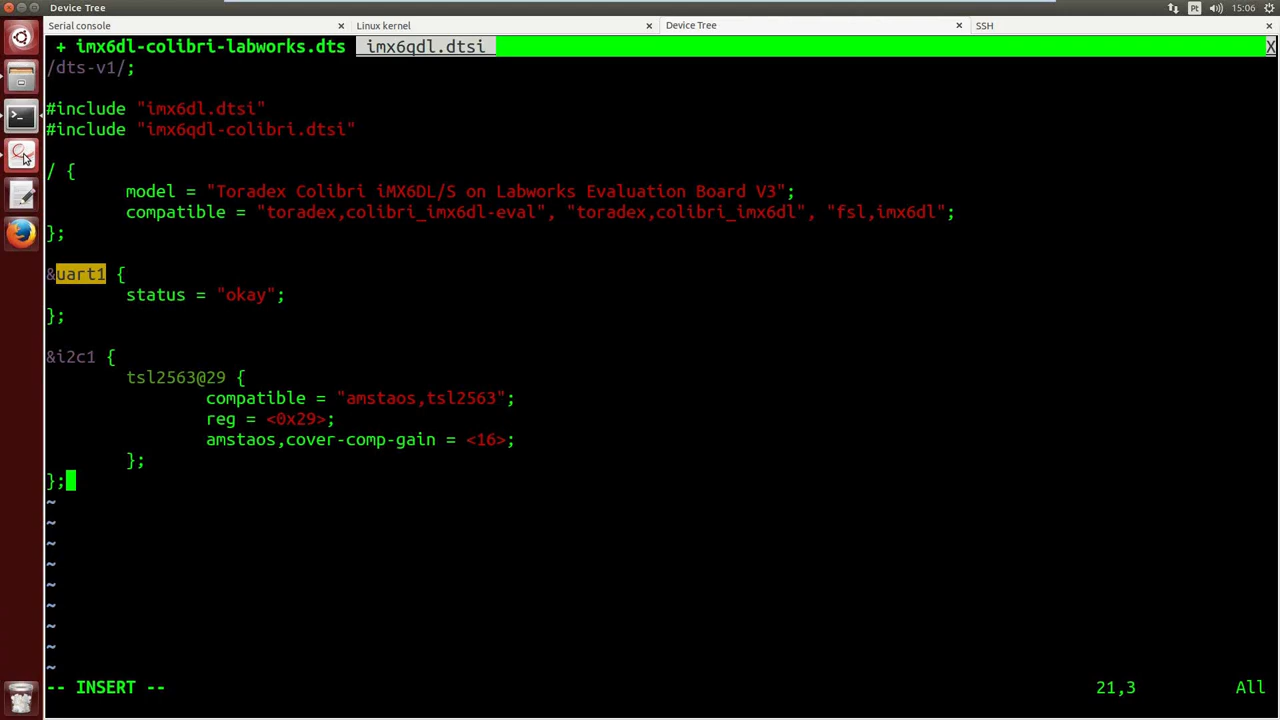 Device Tree
Pt
15:06
Serial console
Linux kernel
Device Tree
SSH
+ imx6dl-colibri-labworks.dts imx6qdl.dtsi X
/dts-v1/;
#include "imx6dl.dtsi"
#include "imx6qdl-colibri.dtsi"
/ {
model = "Toradex Colibri iMX6DL/S on Labworks Evaluation Board V3";
compatible = "toradex,colibri_imx6dl-eval", "toradex,colibri_imx6dl", "fsl,imx6dl";
};
&uart1 {
status = "okay";
};
&i2c1 {
tsl2563@29 {
compatible = "amstaos,tsl2563";
reg = <0x29>;
amstaos,cover-comp-gain = <16>;
};
};
~
~
~
~
~
~
~
~
~
-- INSERT -- 21,3 All